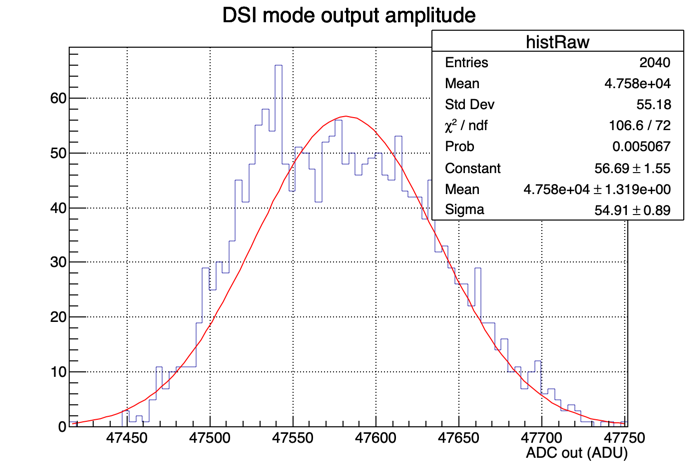 DSI mode output amplitude
histRaw
Entries 2040
Mean 4.758e+04
Std Dev 55.18
χ² / ndf 106.6 / 72
Prob 0.005067
Constant 56.69 ± 1.55
Mean 4.758e+04 ± 1.319e+00
Sigma 54.91 ± 0.89
60
50
40
30
20
10
0
47450 47500 47550 47600 47650 47700 47750
ADC out (ADU)